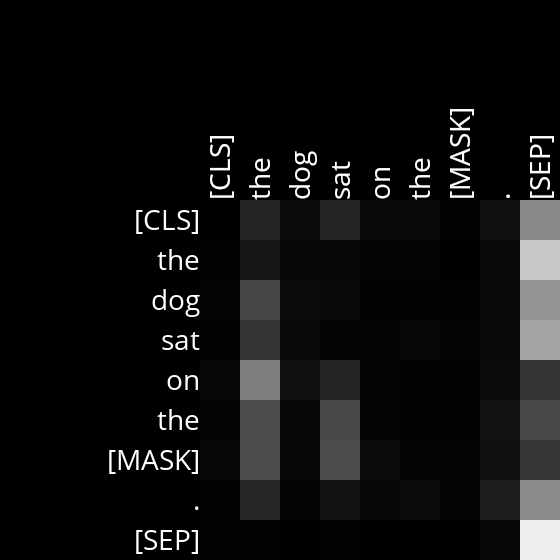 [CLS] the dog sat on the [MASK] . [SEP]
[CLS]
the
dog
sat
on
the
[MASK]
.
[SEP]